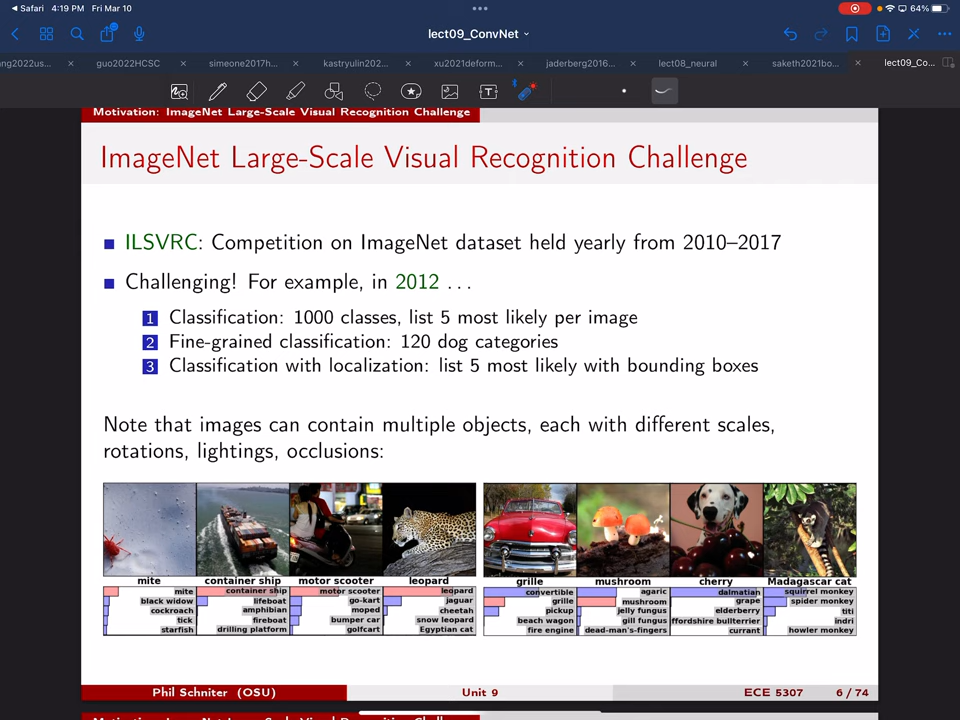 Safari 4:19 PM Fri Mar 10 64%
lect09_ConvNet
ang2022us... guo2022HCSC simeone2017h... kastryulin202... xu2021deform... jaderberg2016... lect08_neural saketh2021bo... lect09_Co...
Motivation: ImageNet Large-Scale Visual Recognition Challenge
ImageNet Large-Scale Visual Recognition Challenge
ILSVRC: Competition on ImageNet dataset held yearly from 2010–2017
Challenging! For example, in 2012 ...
1 Classification: 1000 classes, list 5 most likely per image
2 Fine-grained classification: 120 dog categories
3 Classification with localization: list 5 most likely with bounding boxes
Note that images can contain multiple objects, each with different scales,
rotations, lightings, occlusions:
mite container ship motor scooter leopard grille mushroom cherry Madagascar cat
mite container ship motor scooter leopard convertible agaric dalmatian squirrel monkey
black widow lifeboat go-kart jaguar grille mushroom grape spider monkey
cockroach amphibian moped cheetah pickup jelly fungus elderberry titi
tick fireboat bumper car snow leopard beach wagon gill fungus ffordshire bullterrier indri
starfish drilling platform golfcart Egyptian cat fire engine dead-man's-fingers currant howler monkey
Phil Schniter (OSU) Unit 9 ECE 5307 6 / 74